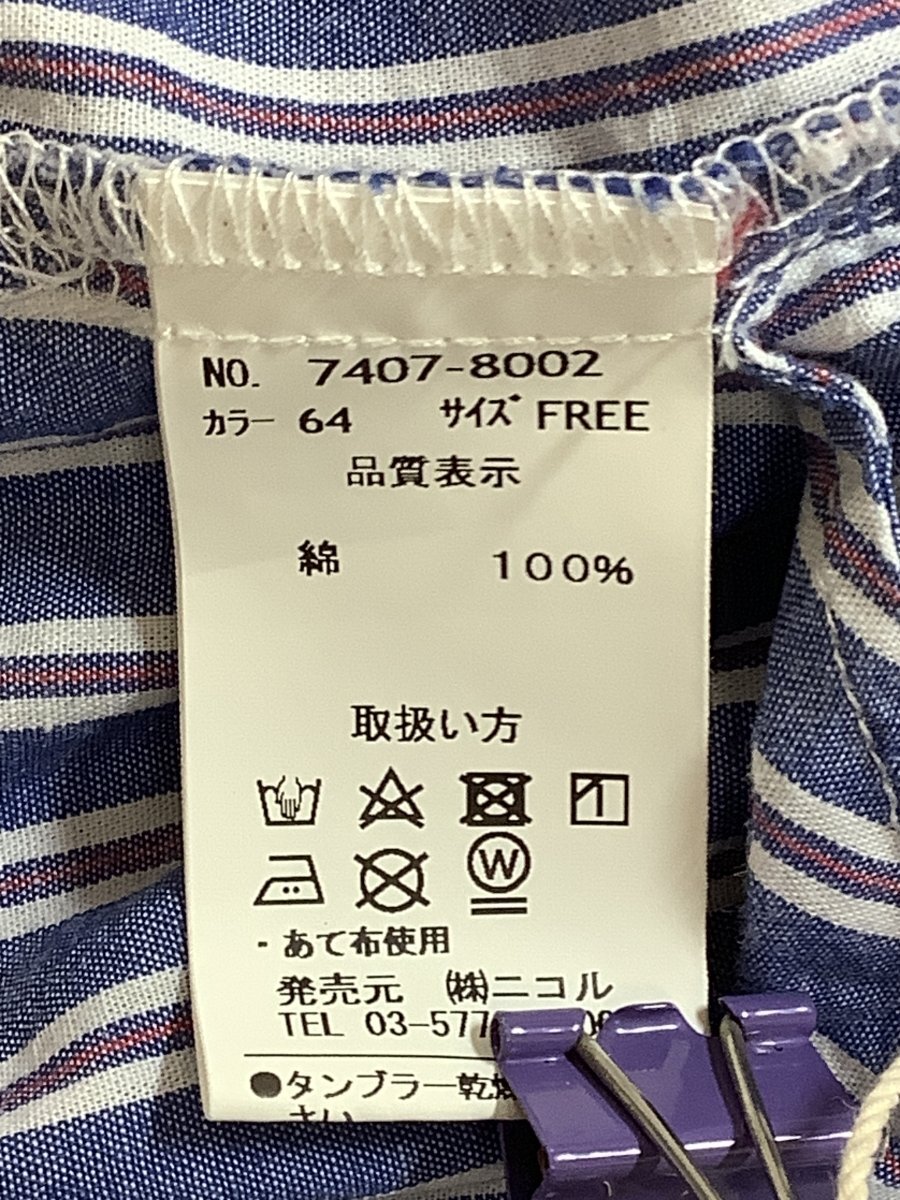 NO. 7407-8002
カラー 64 サイズ FREE
品質表示
綿 100%
取扱い方
W
・あて布使用
発売元 ㈱ニコル
TEL 03-577
●タンブラー乾燥
さい